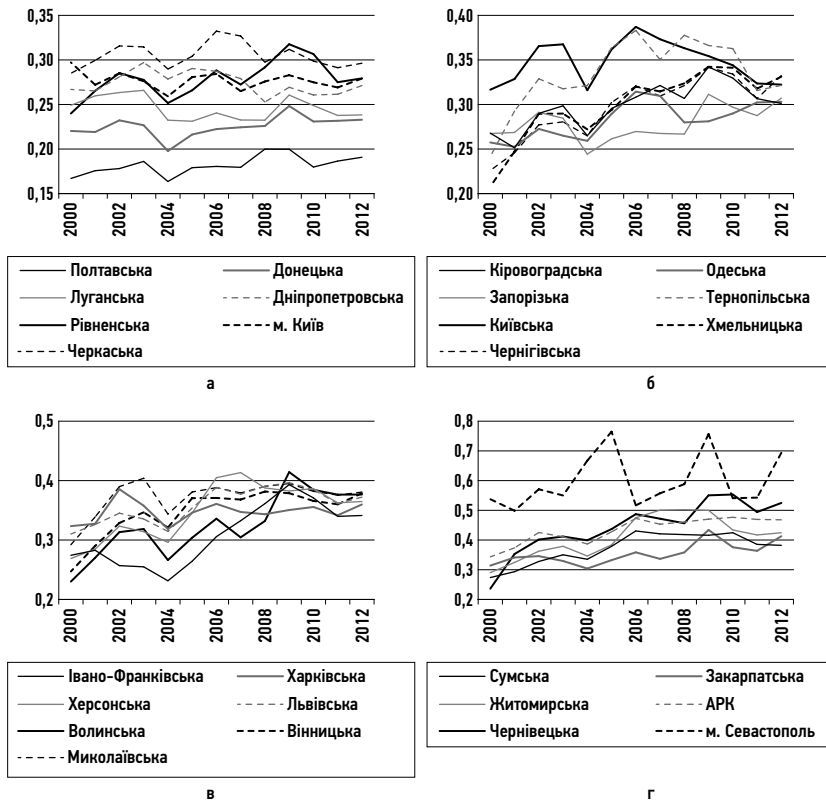 0,35
0,30
0,25
0,20
0,15
2000
2002
2004
2006
2008
2010
2012
Полтавська Донецька
Луганська Дніпропетровська
Рівненська м. Київ
Черкаська
а
0,40
0,35
0,30
0,25
0,20
2000
2002
2004
2006
2008
2010
2012
Кіровоградська Одеська
Запорізька Тернопільська
Київська Хмельницька
Чернігівська
б
0,5
0,4
0,3
0,2
2000
2002
2004
2006
2008
2010
2012
Івано-Франківська Харківська
Херсонська Львівська
Волинська Вінницька
Миколаївська
в
0,8
0,7
0,6
0,5
0,4
0,3
0,2
2000
2002
2004
2006
2008
2010
2012
Сумська Закарпатська
Житомирська АРК
Чернівецька м. Севастополь
г